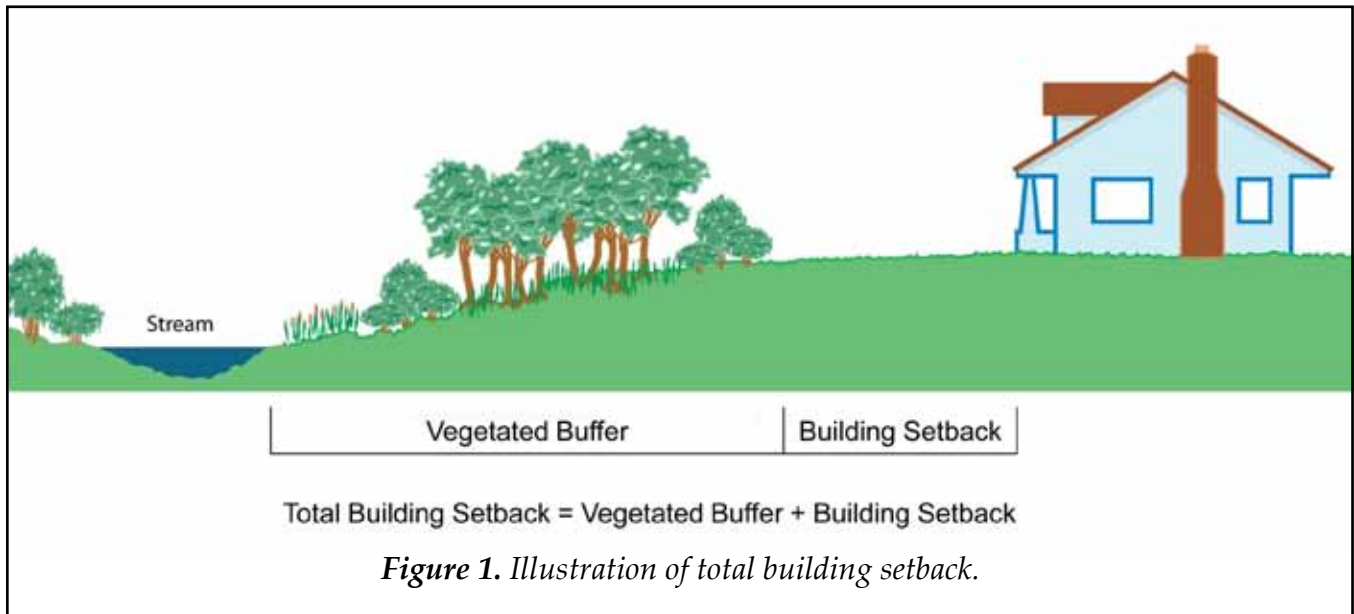 Stream
Vegetated Buffer
Building Setback
Total Building Setback = Vegetated Buffer + Building Setback
Figure 1. Illustration of total building setback.